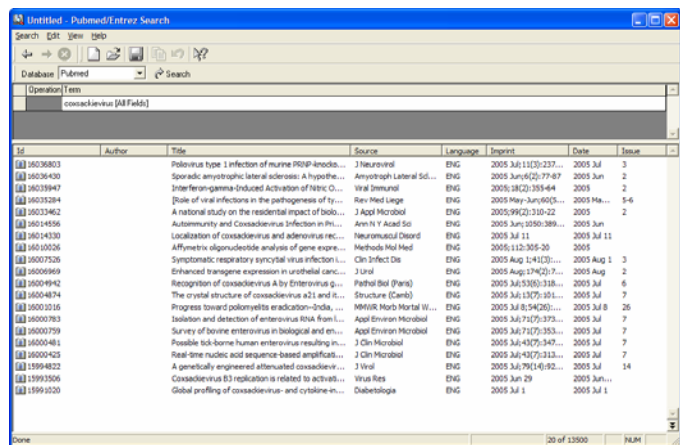 Untitled - Pubmed/Entrez Search
Search Edit View Help
Database Pubmed Search
Operation Term
coxsackievirus [All Fields]
Id Author Title Source Language Imprint Date Issue
16036803 Poliovirus type 1 infection of murine PRNP-knocko... J Neurovirol ENG 2005 Jul;11(3):237... 2005 Jul 3
16036430 Sporadic amyotrophic lateral sclerosis: A hypothe... Amyotroph Lateral Scl... ENG 2005 Jun;6(2):77-87 2005 Jun 2
16035947 Interferon-gamma-Induced Activation of Nitric O... Viral Immunol ENG 2005;18(2):355-64 2005 2
16035284 [Role of viral infections in the pathogenesis of ty... Rev Med Liege ENG 2005 May-Jun;60(5... 2005 Ma... 5-6
16033462 A national study on the residential impact of biolo... J Appl Microbiol ENG 2005;99(2):310-22 2005 2
16014556 Autoimmunity and Coxsackievirus Infection in Pri... Ann N Y Acad Sci ENG 2005 Jun;1050:389... 2005 Jun
16014330 Localization of coxsackievirus and adenovirus rec... Neuromuscul Disord ENG 2005 Jul 11 2005 Jul 11
16010026 Affymetrix oligonucleotide analysis of gene expre... Methods Mol Med ENG 2005;112:305-20 2005
16007526 Symptomatic respiratory syncytial virus infection i... Clin Infect Dis ENG 2005 Aug 1;41(3):... 2005 Aug 1 3
16006969 Enhanced transgene expression in urothelial canc... J Urol ENG 2005 Aug;174(2):7... 2005 Aug 2
16004942 Recognition of coxsackievirus A by Enterovirus g... Pathol Biol (Paris) ENG 2005 Jul;53(6):318... 2005 Jul 6
16004874 The crystal structure of coxsackievirus a21 and it... Structure (Camb) ENG 2005 Jul;13(7):101... 2005 Jul 7
16001016 Progress toward poliomyelitis eradication--India, ... MMWR Morb Mortal W... ENG 2005 Jul 8;54(26):... 2005 Jul 8 26
16000783 Isolation and detection of enterovirus RNA from l... Appl Environ Microbiol ENG 2005 Jul;71(7):373... 2005 Jul 7
16000759 Survey of bovine enterovirus in biological and en... Appl Environ Microbiol ENG 2005 Jul;71(7):353... 2005 Jul 7
16000481 Possible tick-borne human enterovirus resulting in... J Clin Microbiol ENG 2005 Jul;43(7):347... 2005 Jul 7
16000425 Real-time nucleic acid sequence-based amplificati... J Clin Microbiol ENG 2005 Jul;43(7):313... 2005 Jul 7
15994822 A genetically engineered attenuated coxsackievir... J Virol ENG 2005 Jul;79(14):92... 2005 Jul 14
15993506 Coxsackievirus B3 replication is related to activati... Virus Res ENG 2005 Jun 29 2005 Jun...
15991020 Global profiling of coxsackievirus- and cytokine-in... Diabetologia ENG 2005 Jul 1 2005 Jul 1
Done 20 of 13500 NUM